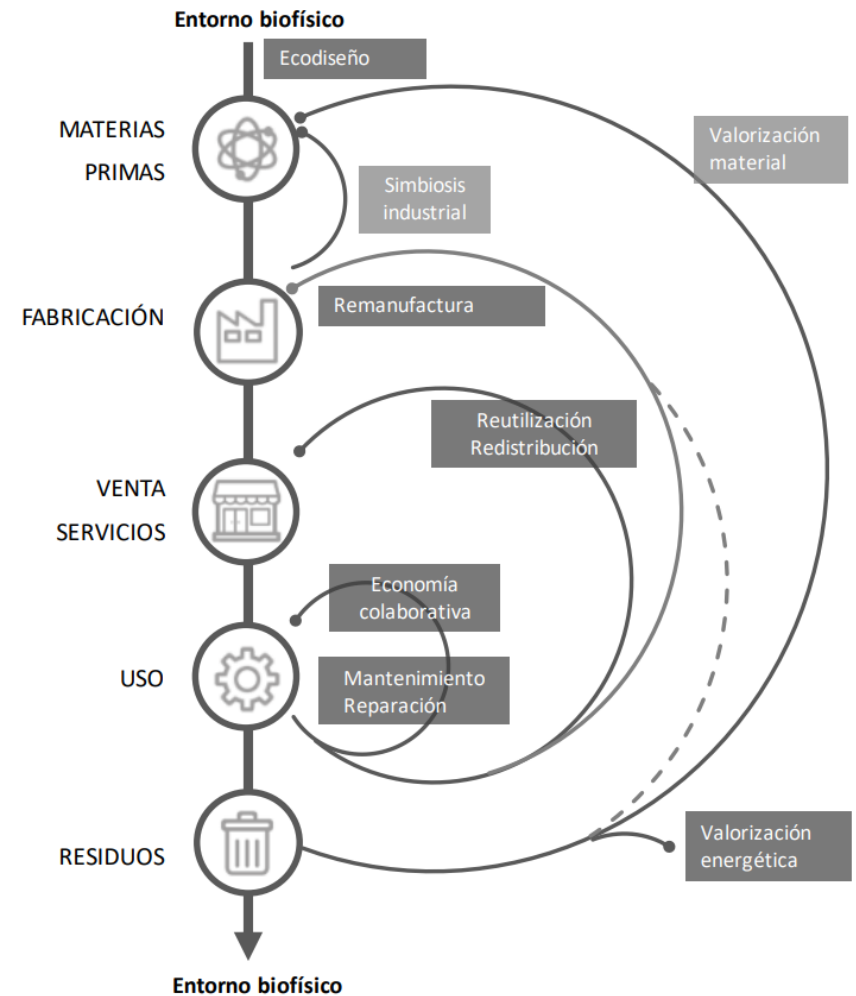 Entorno biofísico
Ecodiseño
MATERIAS
PRIMAS
Valorización
material
Simbiosis
industrial
FABRICACIÓN
Remanufactura
Reutilización
Redistribución
VENTA
SERVICIOS
Economía
colaborativa
USO
Mantenimiento
Reparación
RESIDUOS
Valorización
energética
Entorno biofísico